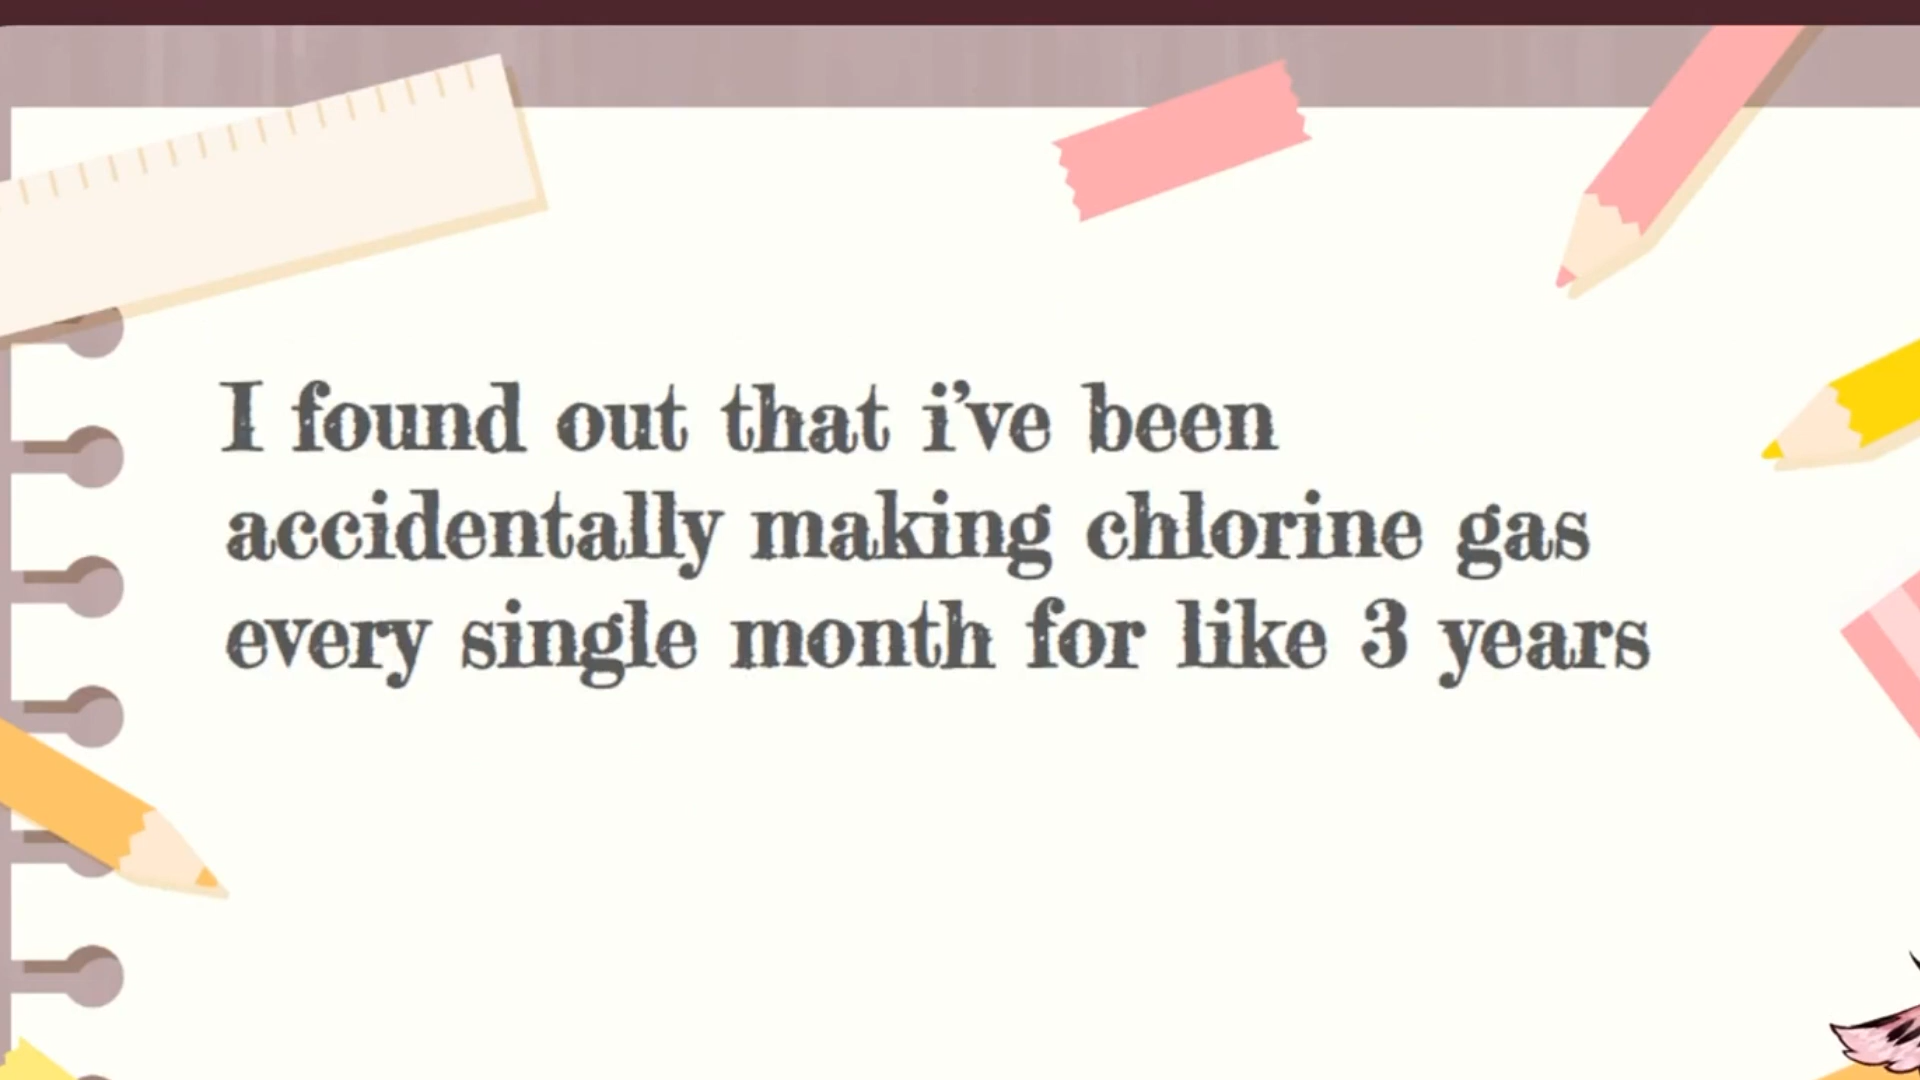 I found out that i've been
accidentally making chlorine gas
every single month for like 3 years